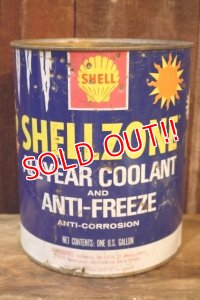 SHELL
SHELLZONE
YEAR COOLANT
AND
ANTI-FREEZE
ANTI-CORROSION
NET CONTENTS: ONE U.S. GALLON
SOLD OUT!!